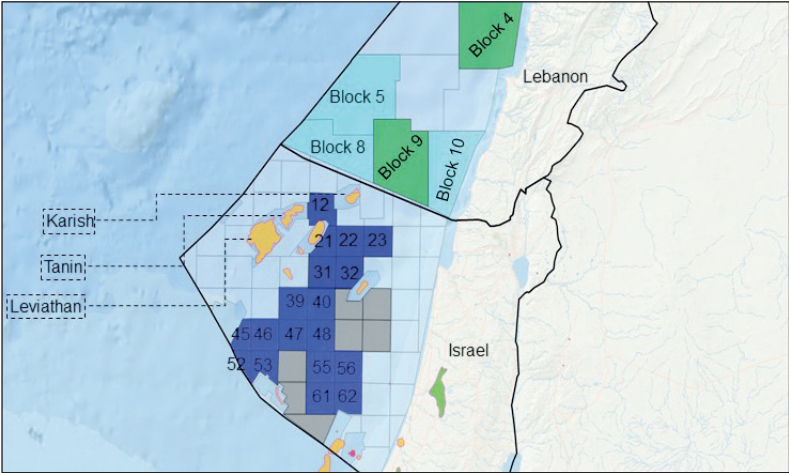 Block 4
Lebanon
Block 5
Block 8
Block 9
Block 10
12
Karish
21 22 23
Tanin
31 32
Leviathan
39 40
45 46 47 48
Israel
52 53 55 56
61 62